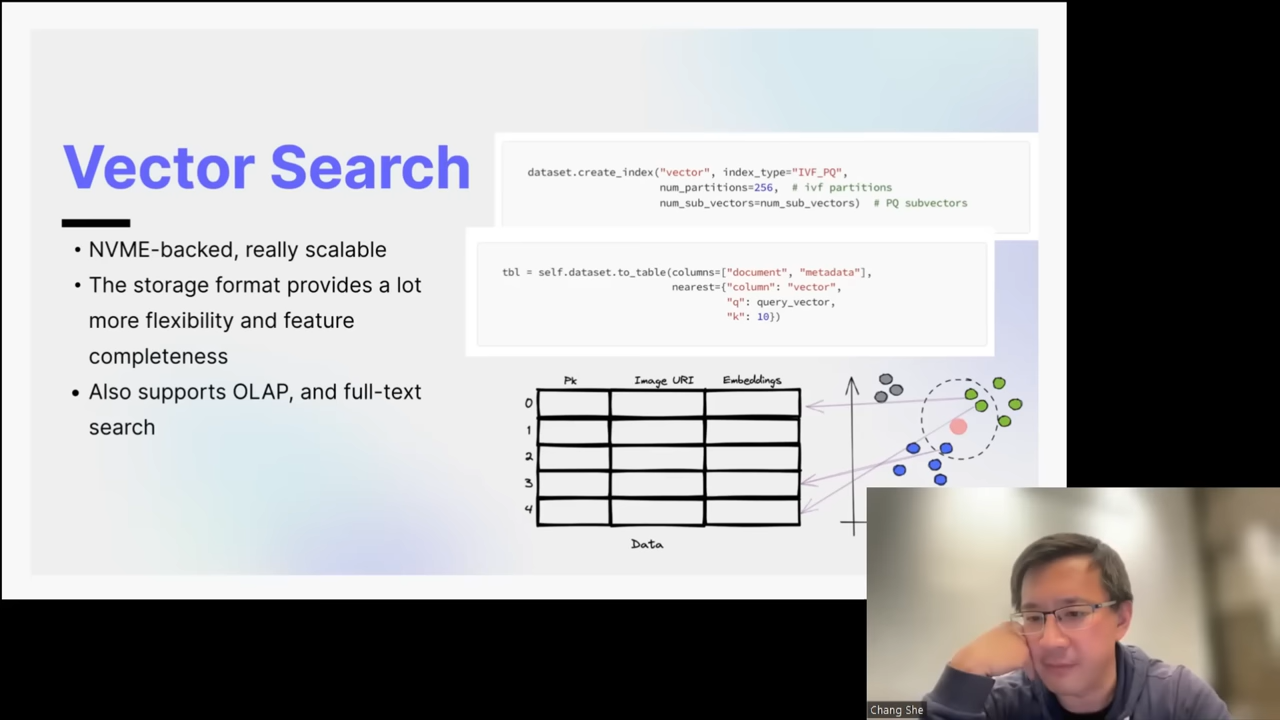 Vector Search
• NVME-backed, really scalable
• The storage format provides a lot
more flexibility and feature
completeness
• Also supports OLAP, and full-text
search
dataset.create_index("vector", index_type="IVF_PQ",
num_partitions=256,  # ivf partitions
num_sub_vectors=num_sub_vectors)  # PQ subvectors
tbl = self.dataset.to_table(columns=["document", "metadata"],
nearest={"column": "vector",
"q": query_vector,
"k": 10})
Pk Image URI Embeddings
0
1
2
3
4
Data
Chang She